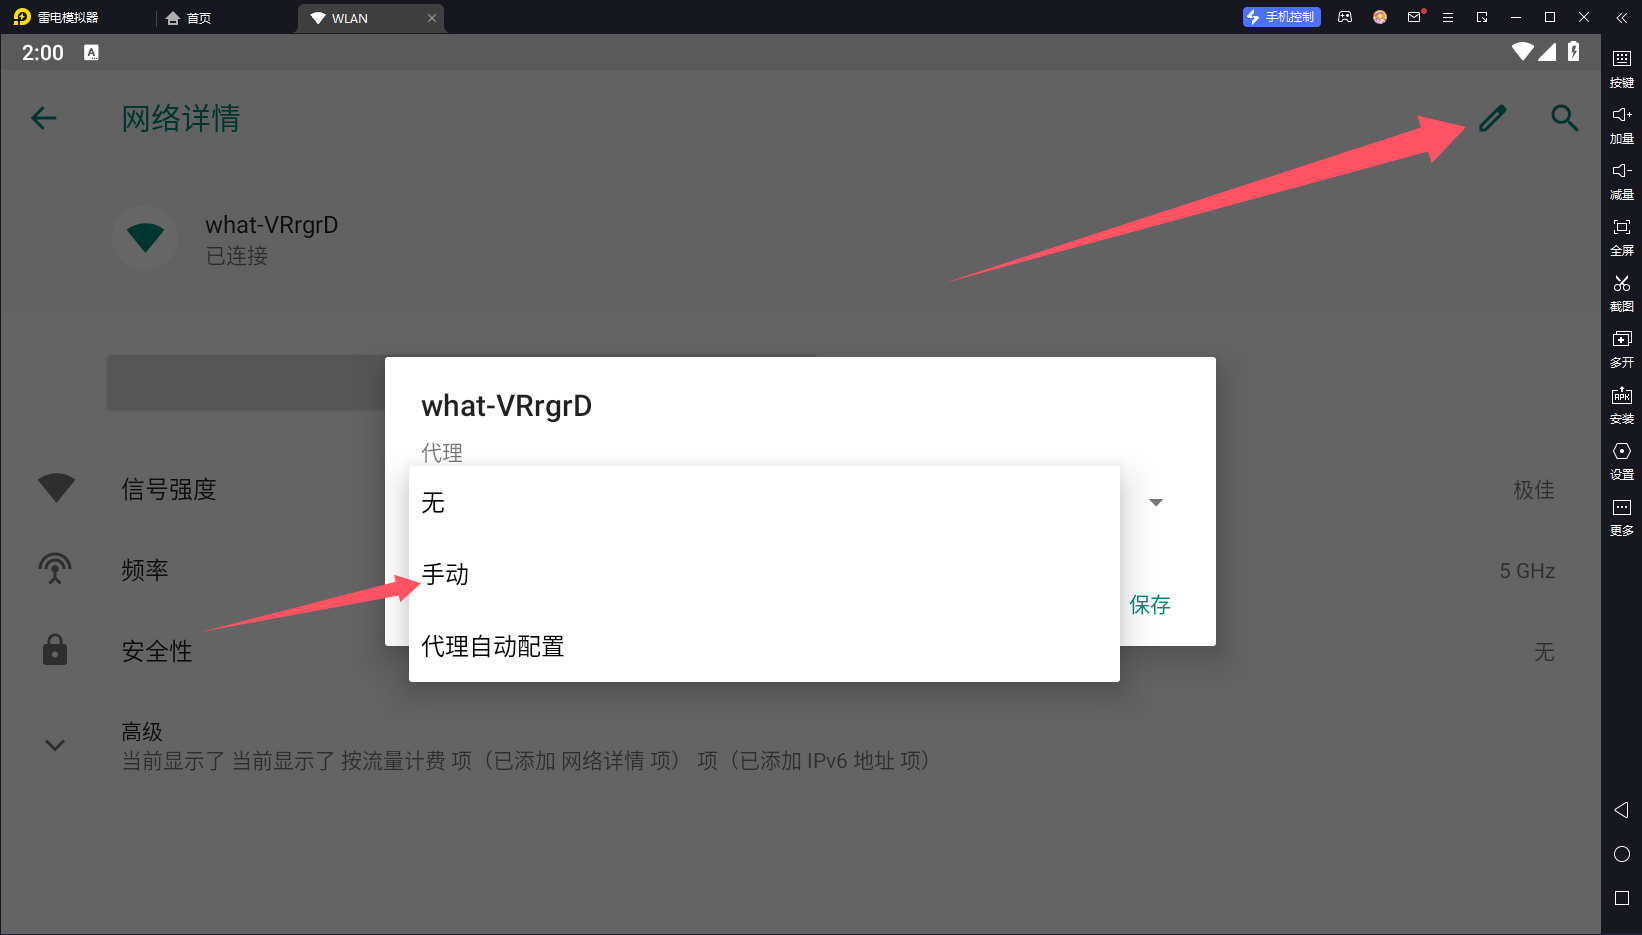 雷电模拟器
首页
WLAN
手机控制
2:00
A
网络详情
what-VRrgrD
已连接
what-VRrgrD
代理
无
手动
代理自动配置
保存
信号强度
极佳
频率
5 GHz
安全性
无
高级
当前显示了 当前显示了 按流量计费 项（已添加 网络详情 项） 项（已添加 IPv6 地址 项）
按键
加量
减量
全屏
截图
多开
APK
安装
设置
更多